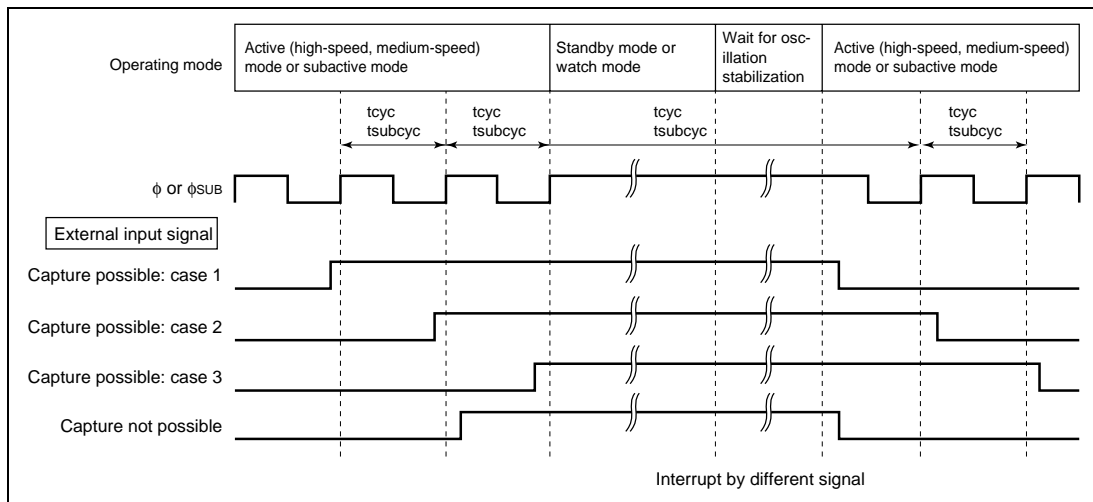 Operating mode
Active (high-speed, medium-speed)
mode or subactive mode
Standby mode or
watch mode
Wait for osc-
illation
stabilization
Active (high-speed, medium-speed)
mode or subactive mode
tcyc
tsubcyc
tcyc
tsubcyc
tcyc
tsubcyc
tcyc
tsubcyc
ϕ or ϕSUB
External input signal
Capture possible: case 1
Capture possible: case 2
Capture possible: case 3
Capture not possible
Interrupt by different signal